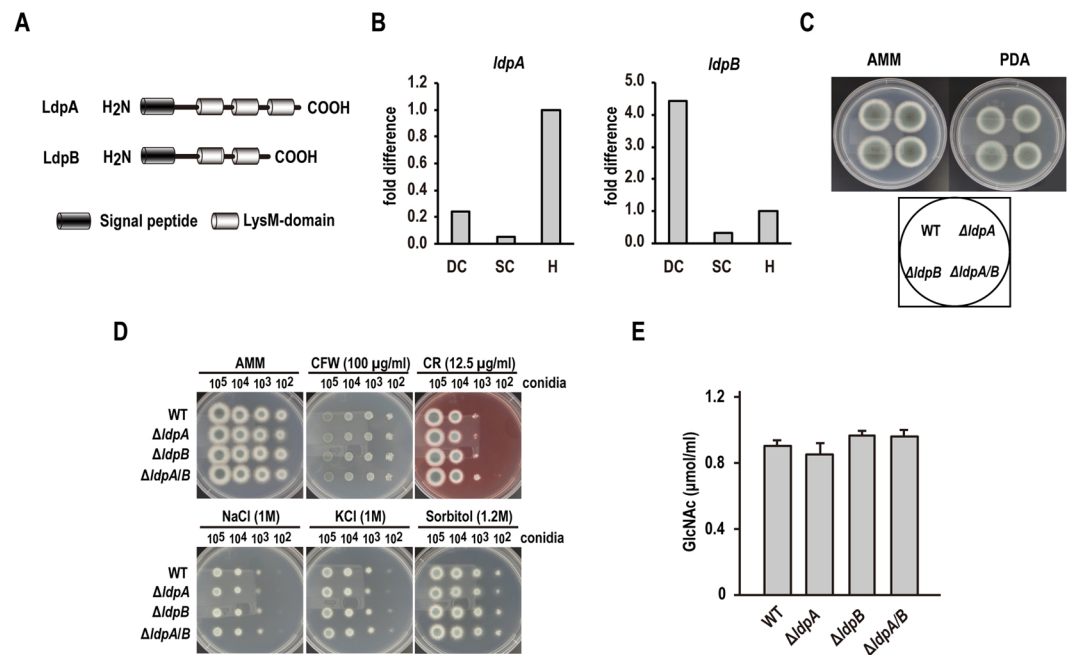 A
LdpA H2N COOH
LdpB H2N COOH
Signal peptide LysM-domain
B
ldpA
fold difference
1.2
1.0
0.8
0.6
0.4
0.2
0.0
DC SC H
ldpB
fold difference
5.0
4.0
3.0
2.0
1.0
0.0
DC SC H
C
AMM PDA
WT ΔldpA
ΔldpB ΔldpA/B
D
AMM CFW (100 µg/ml) CR (12.5 µg/ml)
10⁵ 10⁴ 10³ 10² 10⁵ 10⁴ 10³ 10² 10⁵ 10⁴ 10³ 10² conidia
WT
ΔldpA
ΔldpB
ΔldpA/B
NaCl (1M) KCl (1M) Sorbitol (1.2M)
10⁵ 10⁴ 10³ 10² 10⁵ 10⁴ 10³ 10² 10⁵ 10⁴ 10³ 10² conidia
WT
ΔldpA
ΔldpB
ΔldpA/B
E
GlcNAc (µmol/ml)
1.2
0.8
0.4
0
WT ΔldpA ΔldpB ΔldpA/B